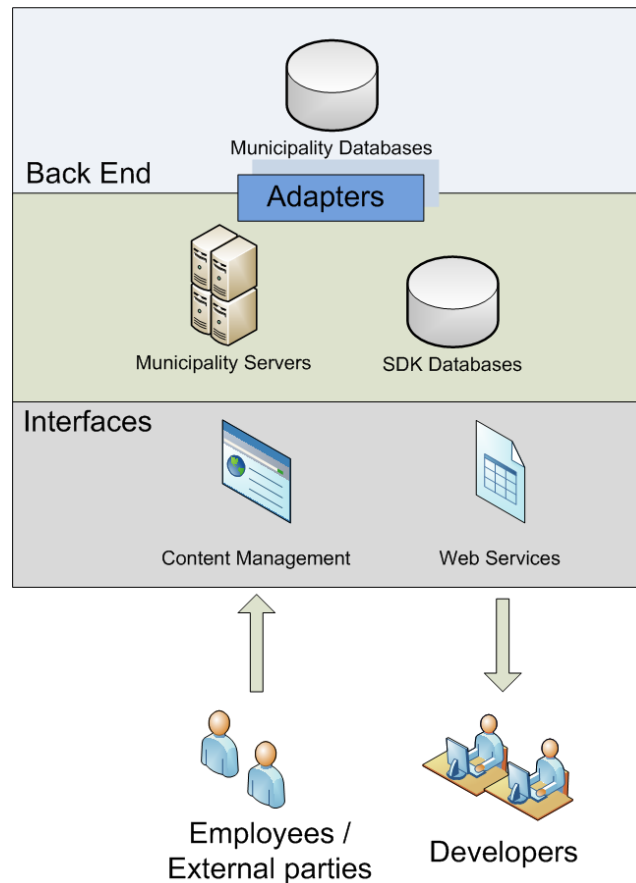 Municipality Databases
Back End
Adapters
Municipality Servers
SDK Databases
Interfaces
Content Management
Web Services
Employees /
External parties
Developers